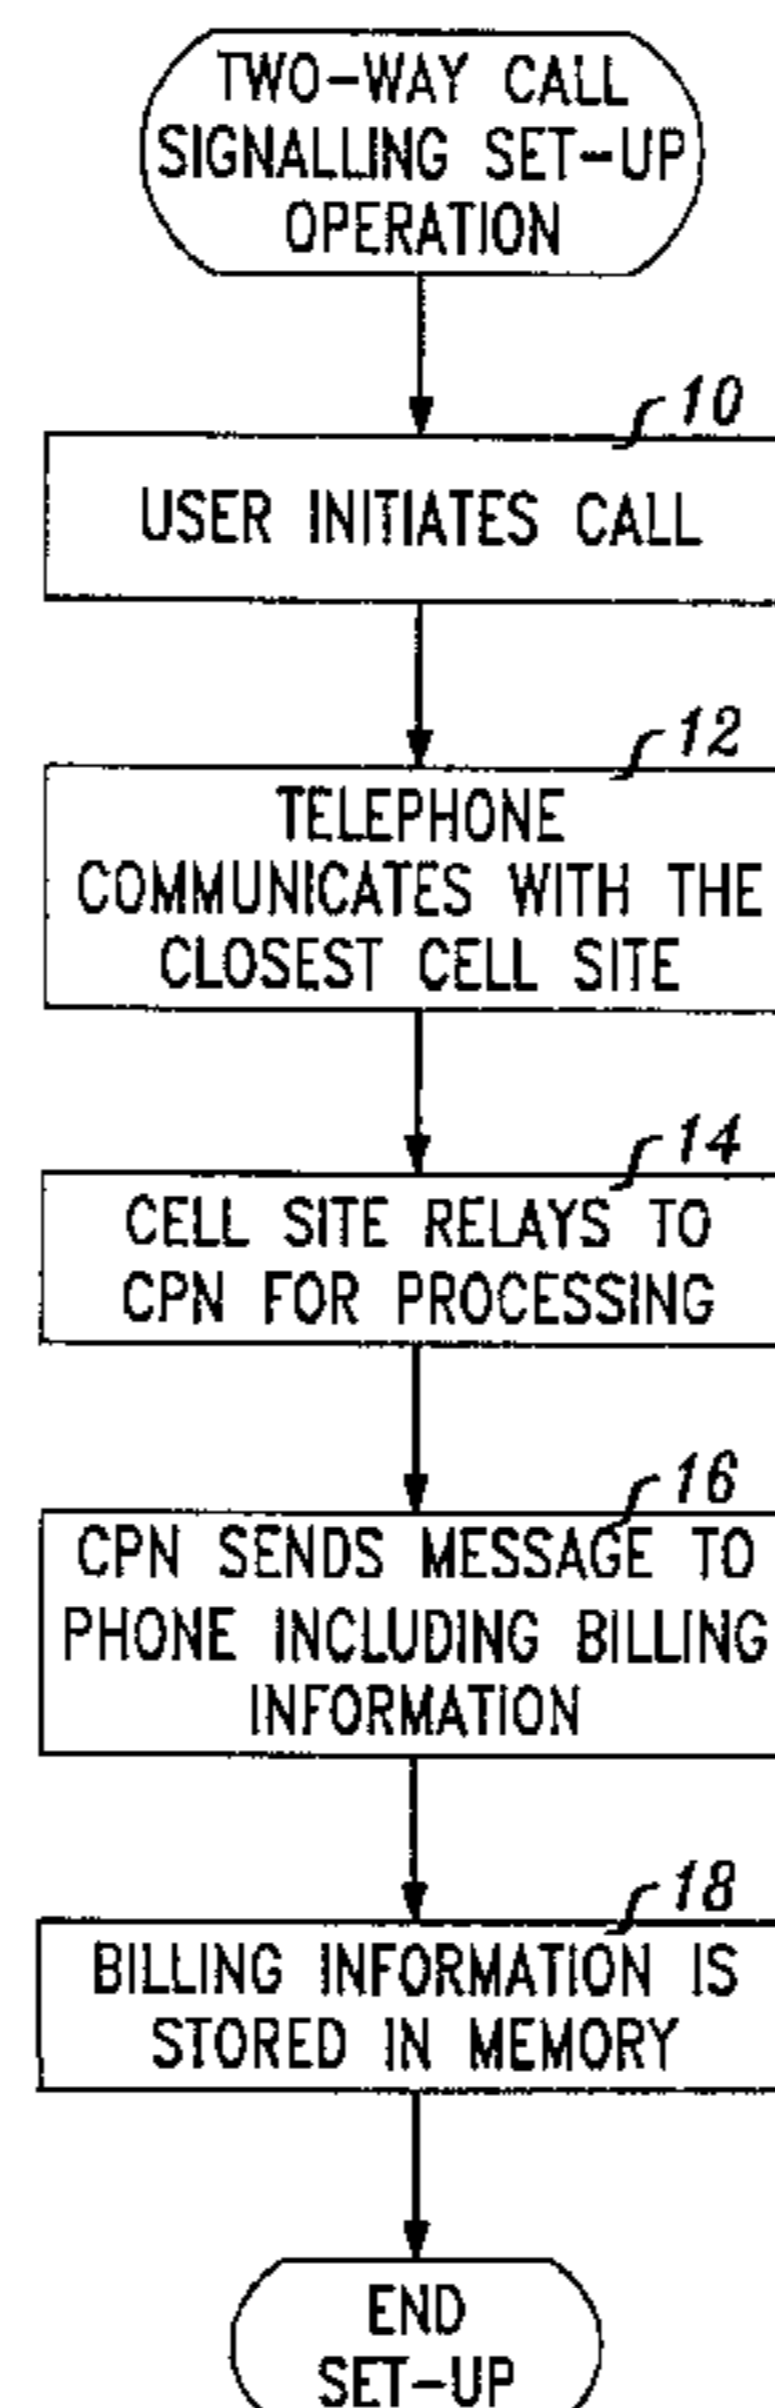 TWO-WAY CALL
SIGNALLING SET-UP
OPERATION
10
USER INITIATES CALL
12
TELEPHONE
COMMUNICATES WITH THE
CLOSEST CELL SITE
14
CELL SITE RELAYS TO
CPN FOR PROCESSING
16
CPN SENDS MESSAGE TO
PHONE INCLUDING BILLING
INFORMATION
18
BILLING INFORMATION IS
STORED IN MEMORY
END
SET-UP